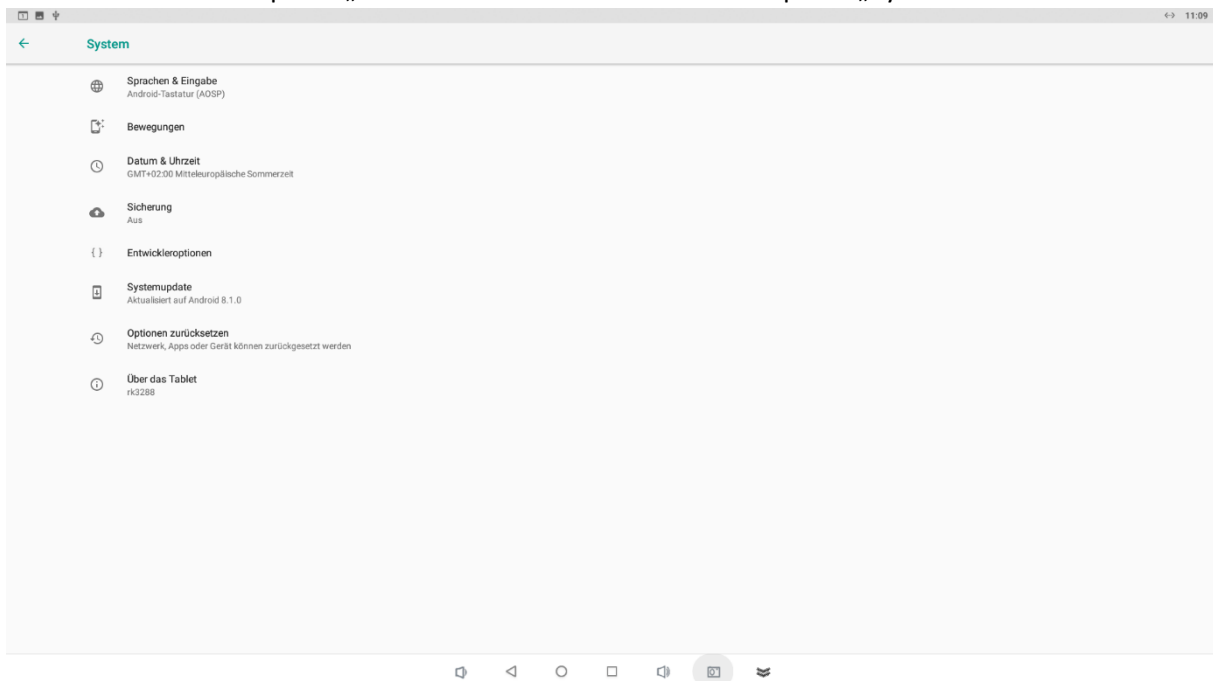 11:09
System
Sprachen & Eingabe
Android-Tastatur (AOSP)
Bewegungen
Datum & Uhrzeit
GMT+02:00 Mitteleuropäische Sommerzeit
Sicherung
Aus
{ } Entwickleroptionen
Systemupdate
Aktualisiert auf Android 8.1.0
Optionen zurücksetzen
Netzwerk, Apps oder Gerät können zurückgesetzt werden
Über das Tablet
rk3288